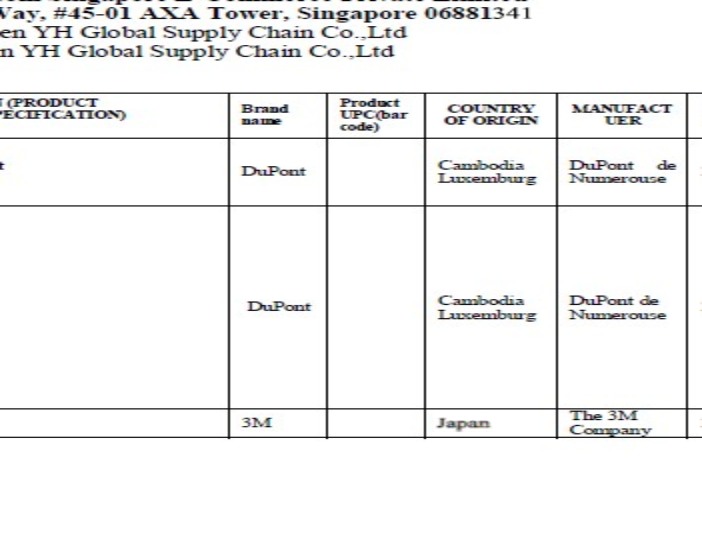 Way, #45-01 AXA Tower, Singapore 06881341
en YH Global Supply Chain Co.,Ltd
n YH Global Supply Chain Co.,Ltd
(PRODUCT
PECIFICATION)
Brand
name
Product
UPC(bar
code)
COUNTRY
OF ORIGIN
MANUFACT
UER
t
DuPont
Cambodia
Luxemburg
DuPont de
Numerouse
DuPont
Cambodia
Luxemburg
DuPont de
Numerouse
3M
Japan
The 3M
Company